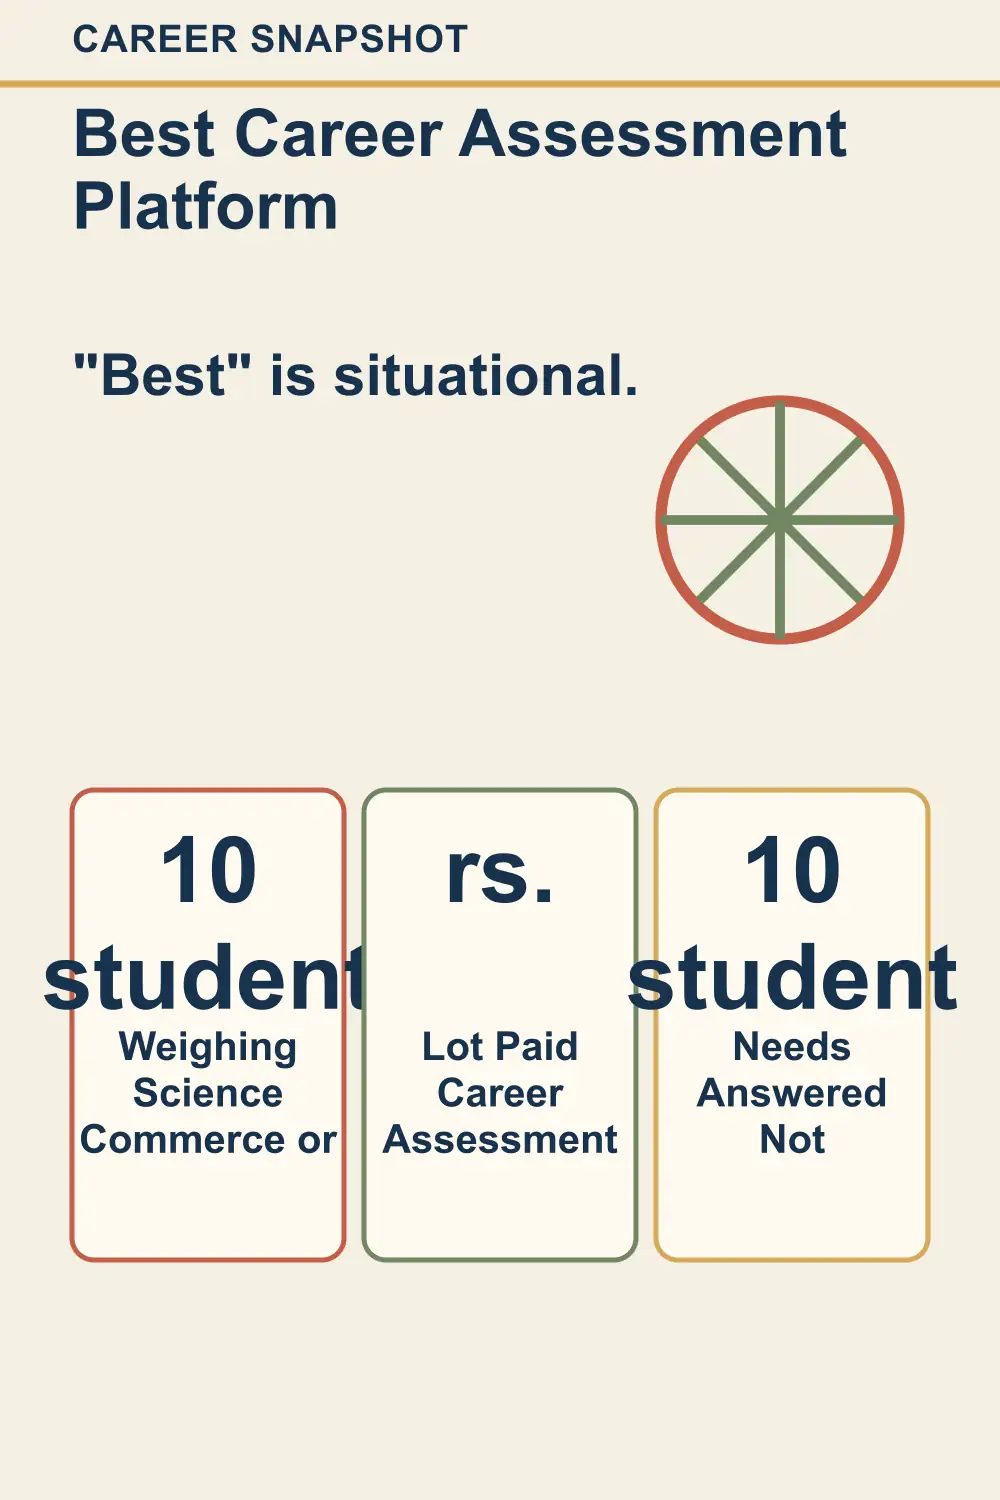 CAREER SNAPSHOT
Best Career Assessment
Platform
"Best" is situational.
10
student
Weighing
Science
Commerce or
rs.
Lot Paid
Career
Assessment
10
student
Needs
Answered
Not